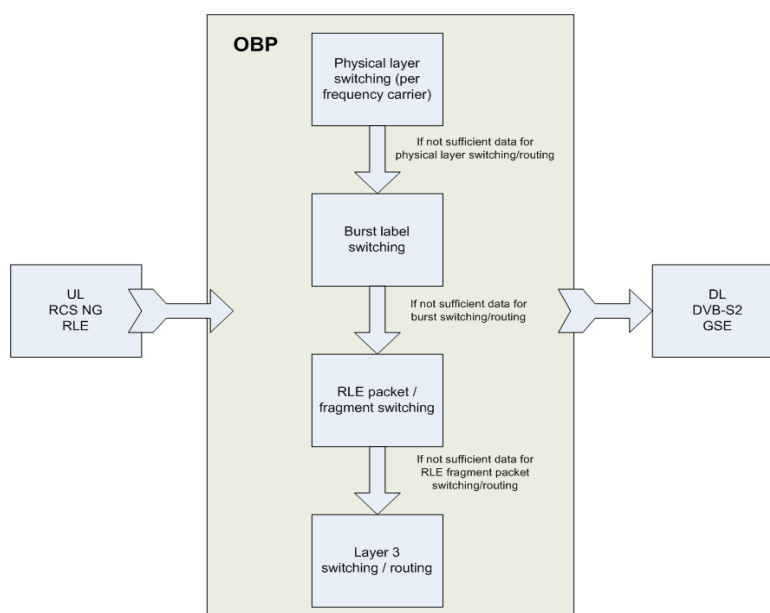 OBP
Physical layer
switching (per
frequency carrier)
If not sufficient data for
physical layer switching/routing
Burst label
switching
UL
RCS NG
RLE
DL
DVB-S2
GSE
If not sufficient data for
burst switching/routing
RLE packet /
fragment switching
If not sufficient data for
RLE fragment packet
switching/routing
Layer 3
switching / routing